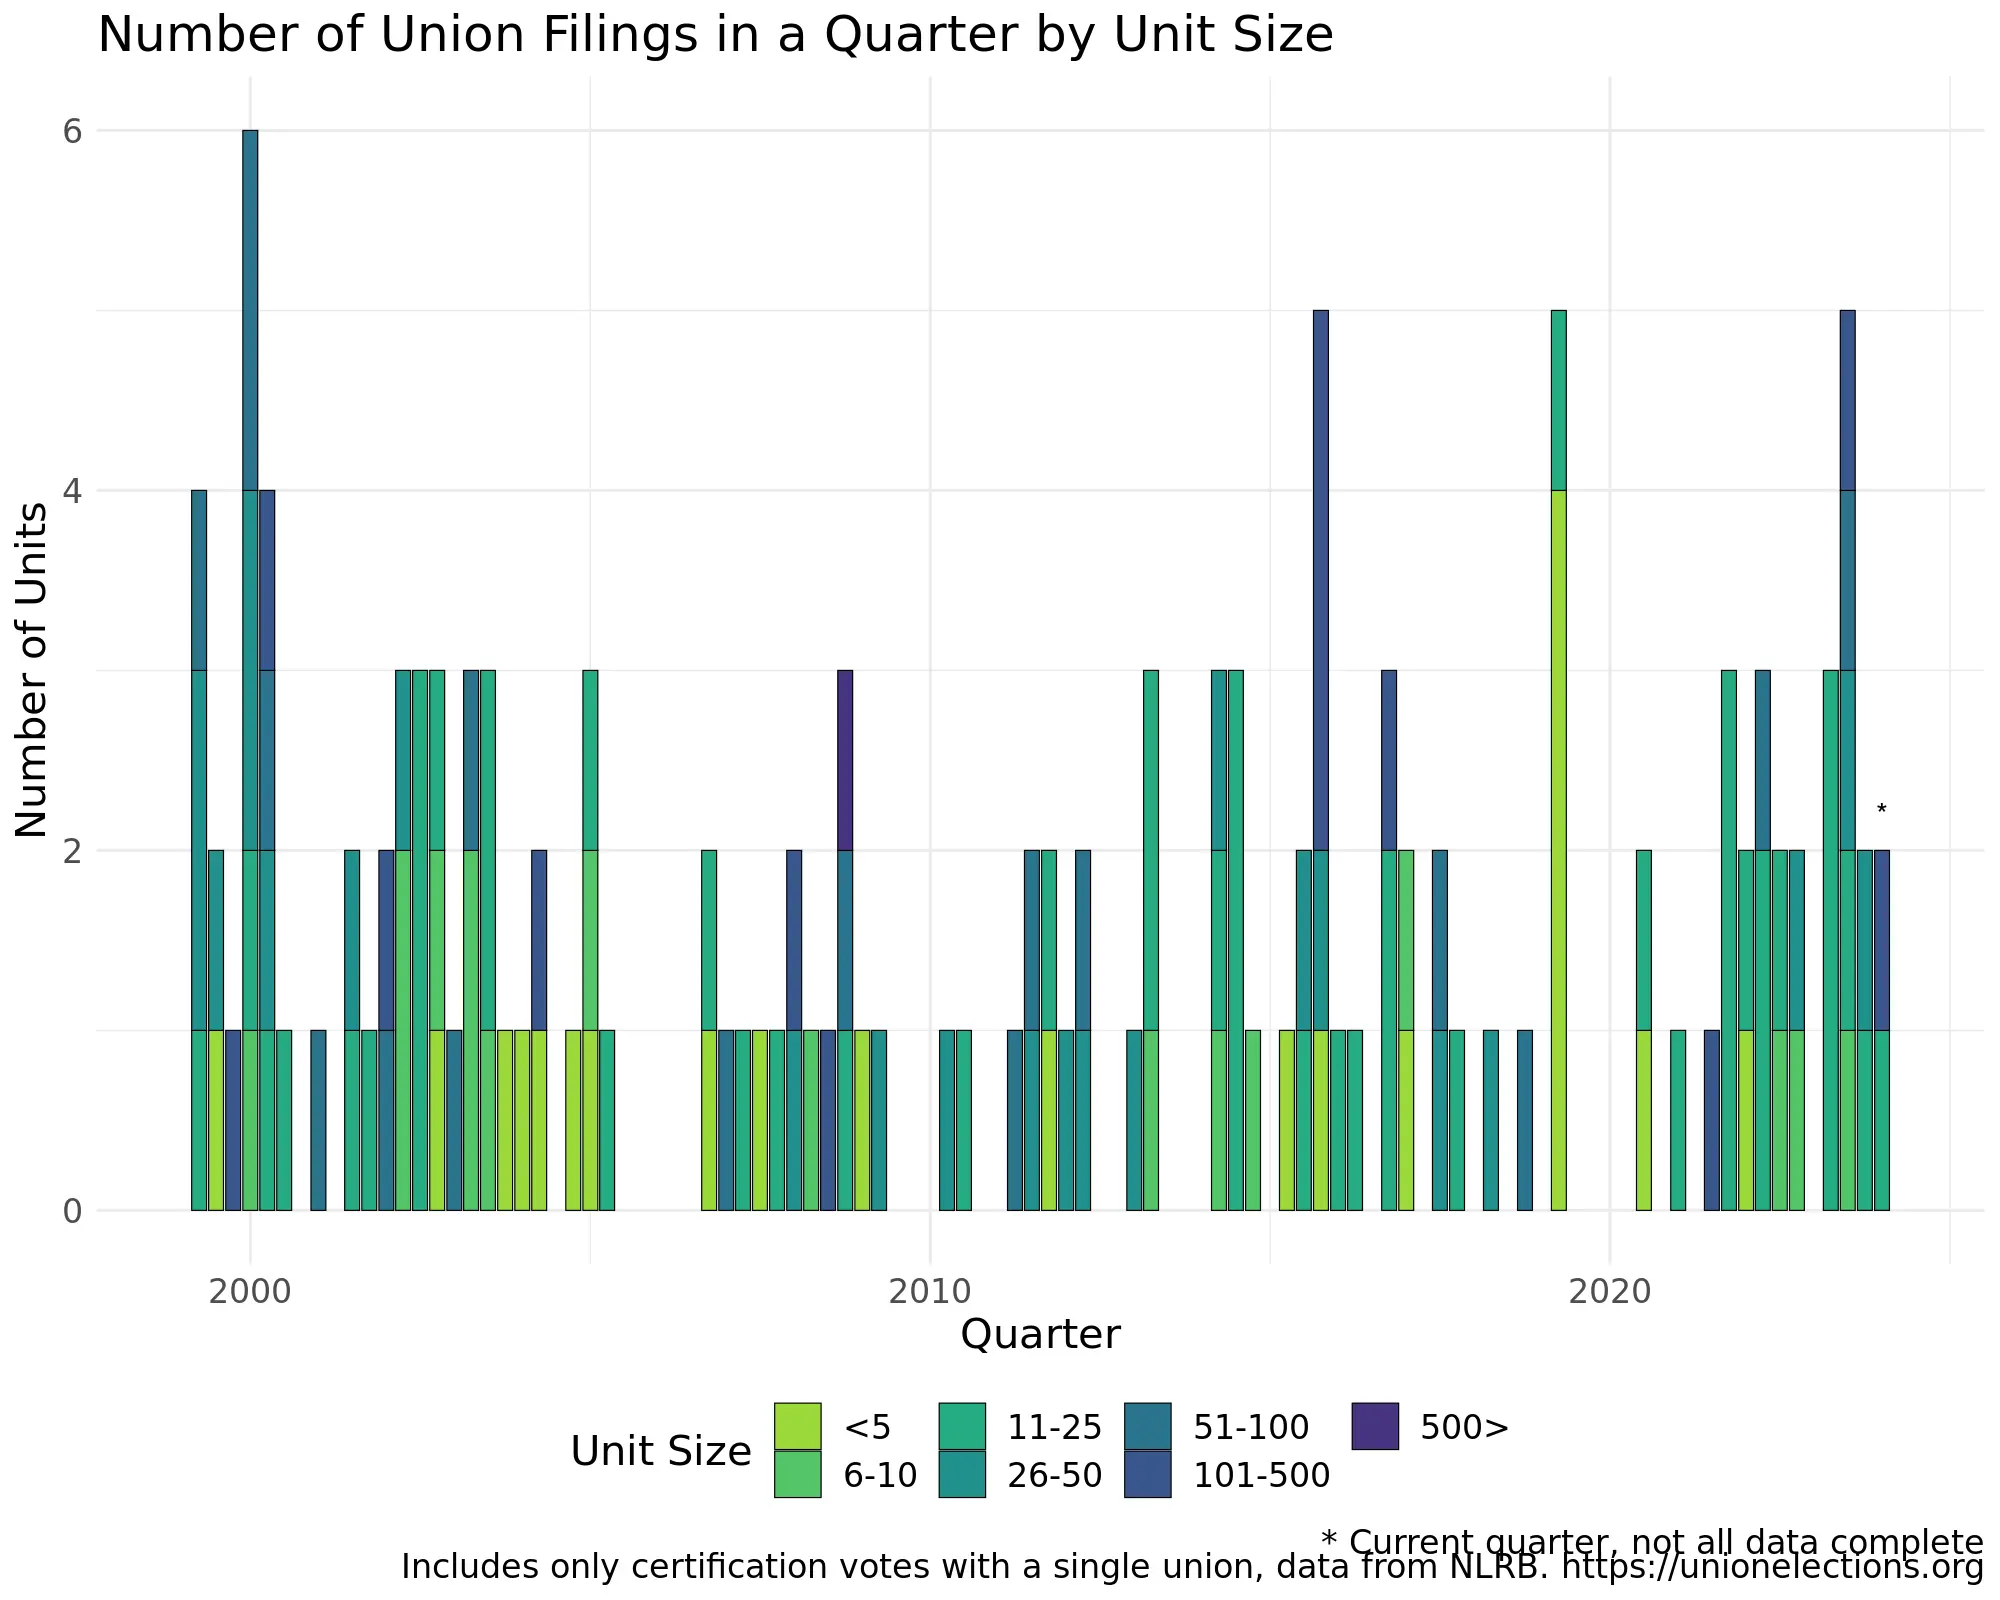 Number of Union Filings in a Quarter by Unit Size
Number of Units
6
4
2
0
*
2000 2010 2020
Quarter
Unit Size
<5 11-25 51-100 500>
6-10 26-50 101-500
* Current quarter, not all data complete
Includes only certification votes with a single union, data from NLRB. https://unionelections.org